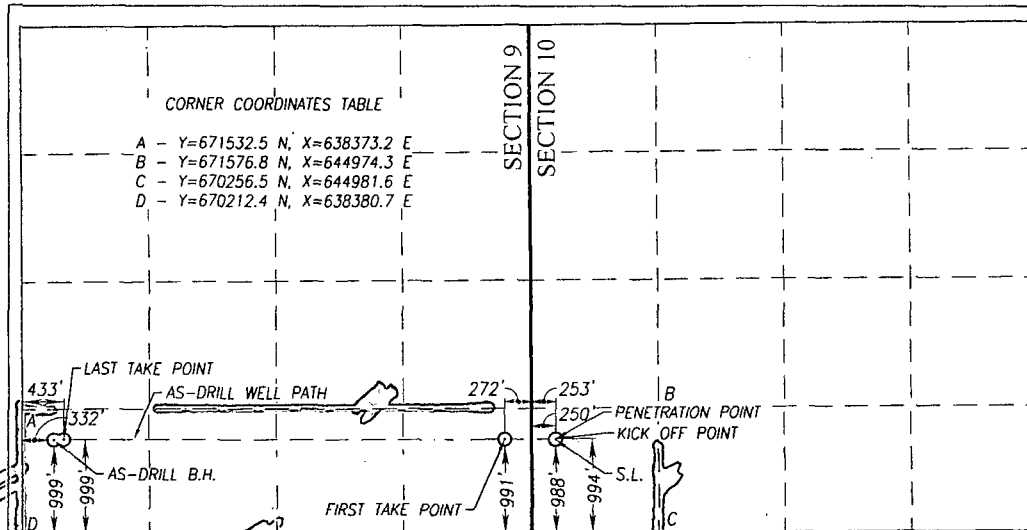 SECTION 9
SECTION 10
CORNER COORDINATES TABLE
A - Y=671532.5 N, X=638373.2 E
B - Y=671576.8 N, X=644974.3 E
C - Y=670256.5 N, X=644981.6 E
D - Y=670212.4 N, X=638380.7 E
LAST TAKE POINT
433'
AS-DRILL WELL PATH
272'
253'
B
A
332'
250'
PENETRATION POINT
KICK OFF POINT
AS-DRILL B.H.
S.L.
999'
999'
991'
988'
994'
FIRST TAKE POINT
D
C